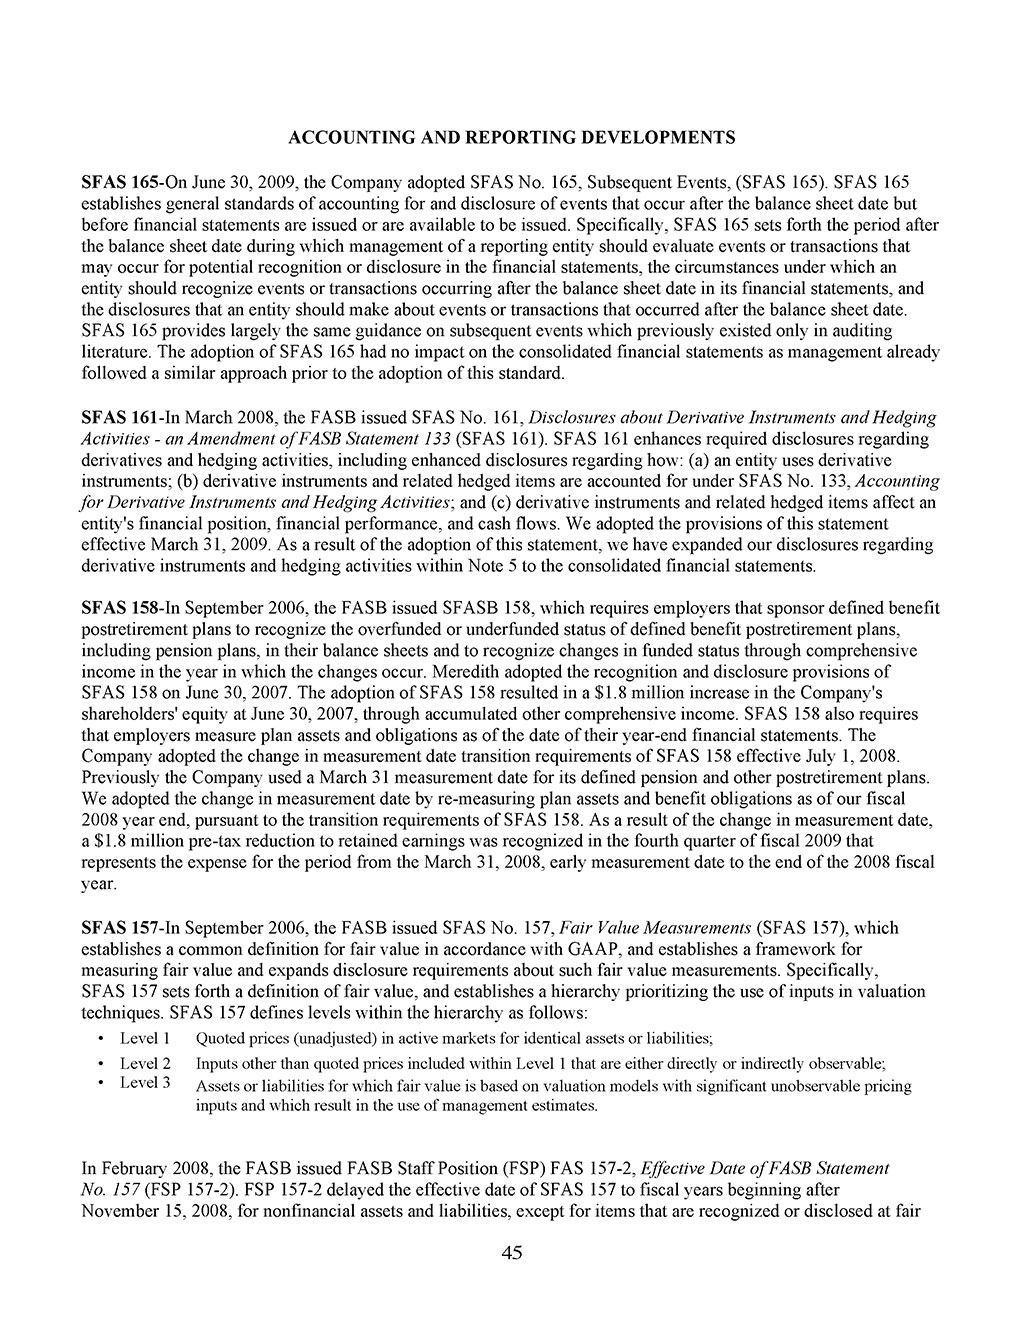 ACCOUNTING AND REPORTING DEVELOPMENTS
SFAS 165-On June 30, 2009, the Company adopted SFAS No. 165, Subsequent Events, (SFAS 165). SFAS 165
establishes general standards of accounting for and disclosure of events that occur after the balance sheet date but
before financial statements are issued or are available to be issued. Specifically, SFAS 165 sets forth the period after
the balance sheet date during which management of a reporting entity should evaluate events or transactions that
may occur for potential recognition or disclosure in the financial statements, the circumstances under which an
entity should recognize events or transactions occurring after the balance sheet date in its financial statements, and
the disclosures that an entity should make about events or transactions that occurred after the balance sheet date.
SFAS 165 provides largely the same guidance on subsequent events which previously existed only in auditing
literature. The adoption of SFAS 165 had no impact on the consolidated financial statements as management already
followed a similar approach prior to the adoption of this standard.
SFAS 161-In March 2008, the FASB issued SFAS No. 161, Disclosures about Derivative Instruments and Hedging
Activities - an Amendment of FASB Statement 133 (SFAS 161). SFAS 161 enhances required disclosures regarding
derivatives and hedging activities, including enhanced disclosures regarding how: (a) an entity uses derivative
instruments; (b) derivative instruments and related hedged items are accounted for under SFAS No. 133, Accounting
for Derivative Instruments and Hedging Activities; and (c) derivative instruments and related hedged items affect an
entity's financial position, financial performance, and cash flows. We adopted the provisions of this statement
effective March 31, 2009. As a result of the adoption of this statement, we have expanded our disclosures regarding
derivative instruments and hedging activities within Note 5 to the consolidated financial statements.
SFAS 158-In September 2006, the FASB issued SFASB 158, which requires employers that sponsor defined benefit
postretirement plans to recognize the overfunded or underfunded status of defined benefit postretirement plans,
including pension plans, in their balance sheets and to recognize changes in funded status through comprehensive
income in the year in which the changes occur. Meredith adopted the recognition and disclosure provisions of
SFAS 158 on June 30, 2007. The adoption of SFAS 158 resulted in a $1.8 million increase in the Company's
shareholders' equity at June 30, 2007, through accumulated other comprehensive income. SFAS 158 also requires
that employers measure plan assets and obligations as of the date of their year-end financial statements. The
Company adopted the change in measurement date transition requirements of SFAS 158 effective July 1, 2008.
Previously the Company used a March 31 measurement date for its defined pension and other postretirement plans.
We adopted the change in measurement date by re-measuring plan assets and benefit obligations as of our fiscal
2008 year end, pursuant to the transition requirements of SFAS 158. As a result of the change in measurement date,
a $1.8 million pre-tax reduction to retained earnings was recognized in the fourth quarter of fiscal 2009 that
represents the expense for the period from the March 31, 2008, early measurement date to the end of the 2008 fiscal
year.
SFAS 157-In September 2006, the FASB issued SFAS No. 157, Fair Value Measurements (SFAS 157), which
establishes a common definition for fair value in accordance with GAAP, and establishes a framework for
measuring fair value and expands disclosure requirements about such fair value measurements. Specifically,
SFAS 157 sets forth a definition of fair value, and establishes a hierarchy prioritizing the use of inputs in valuation
techniques. SFAS 157 defines levels within the hierarchy as follows:
• Level 1 Quoted prices (unadjusted) in active markets for identical assets or liabilities;
• Level 2 Inputs other than quoted prices included within Level 1 that are either directly or indirectly observable;
• Level 3 Assets or liabilities for which fair value is based on valuation models with significant unobservable pricing
inputs and which result in the use of management estimates.
In February 2008, the FASB issued FASB Staff Position (FSP) FAS 157-2, Effective Date of FASB Statement
No. 157 (FSP 157-2). FSP 157-2 delayed the effective date of SFAS 157 to fiscal years beginning after
November 15, 2008, for nonfinancial assets and liabilities, except for items that are recognized or disclosed at fair
45